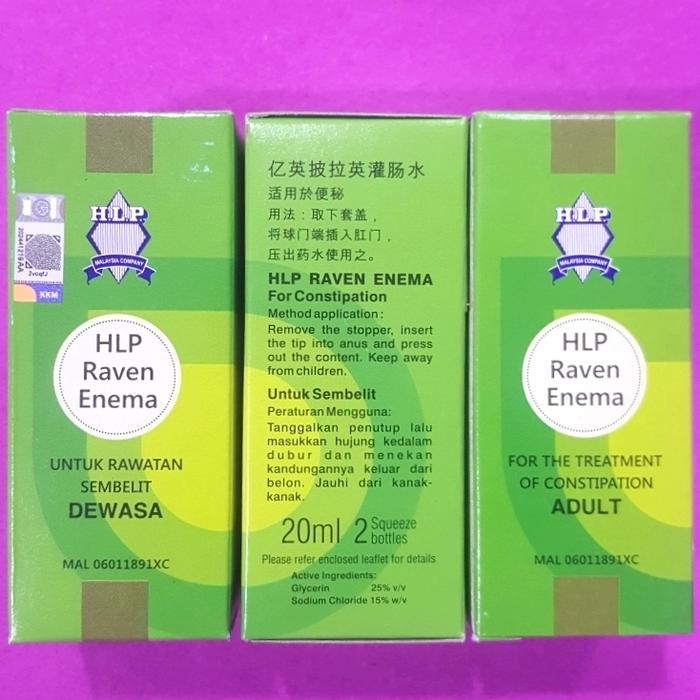 H.L.P.
MALAYSIA COMPANY
2veqfJ
KKM
HLP
Raven
Enema
UNTUK RAWATAN
SEMBELIT
DEWASA
MAL 06011891XC
亿英披拉英灌肠水
适用於便秘
用法：取下套盖，
将球门端插入肛门，
压出药水使用之。
HLP RAVEN ENEMA
For Constipation
Method application:
Remove the stopper, insert
the tip into anus and press
out the content. Keep away
from children.
Untuk Sembelit
Peraturan Mengguna:
Tanggalkan penutup lalu
masukkan hujung kedalam
dubur dan menekan
kandungannya keluar dari
belon. Jauhi dari kanak-
kanak.
20ml 2 Squeeze
bottles
Please refer enclosed leaflet for details
Active Ingredients:
Glycerin 25% v/v
Sodium Chloride 15% w/v
H.L.P.
MALAYSIA COMPANY
HLP
Raven
Enema
FOR THE TREATMENT
OF CONSTIPATION
ADULT
MAL 06011891XC